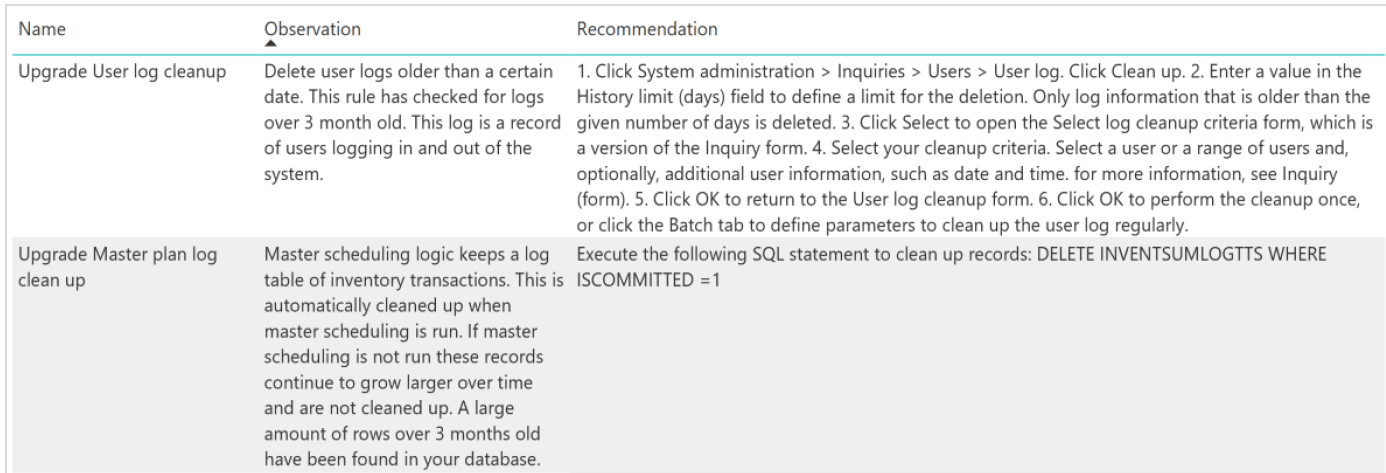 Name
Observation
Recommendation
Upgrade User log cleanup
Delete user logs older than a certain
date. This rule has checked for logs
over 3 month old. This log is a record
of users logging in and out of the
system.
1. Click System administration > Inquiries > Users > User log. Click Clean up. 2. Enter a value in the
History limit (days) field to define a limit for the deletion. Only log information that is older than the
given number of days is deleted. 3. Click Select to open the Select log cleanup criteria form, which is
a version of the Inquiry form. 4. Select your cleanup criteria. Select a user or a range of users and,
optionally, additional user information, such as date and time. for more information, see Inquiry
(form). 5. Click OK to return to the User log cleanup form. 6. Click OK to perform the cleanup once,
or click the Batch tab to define parameters to clean up the user log regularly.
Upgrade Master plan log
clean up
Master scheduling logic keeps a log
table of inventory transactions. This is
automatically cleaned up when
master scheduling is run. If master
scheduling is not run these records
continue to grow larger over time
and are not cleaned up. A large
amount of rows over 3 months old
have been found in your database.
Execute the following SQL statement to clean up records: DELETE INVENTSUMLOGTTS WHERE
ISCOMMITTED =1